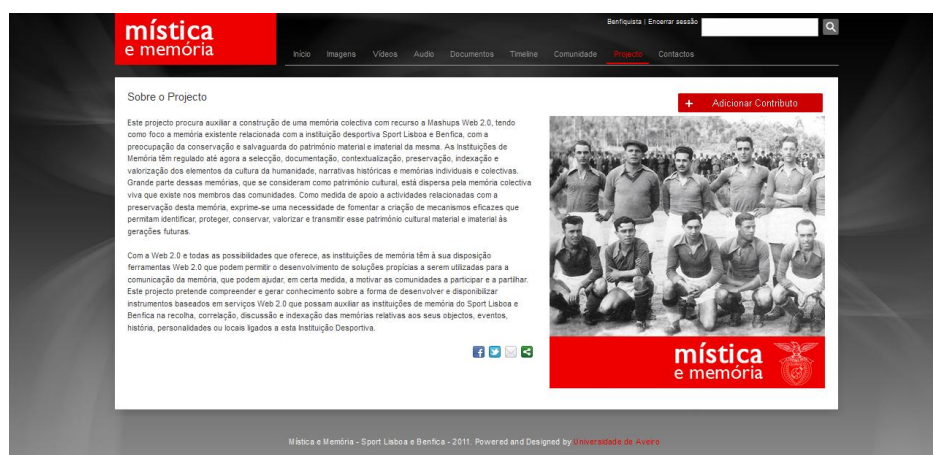 mística
e memória
Benfiquista | Encerrar sessão
Início Imagens Vídeos Audio Documentos Timeline Comunidade Projecto Contactos
Sobre o Projecto
+ Adicionar Contributo
Este projecto procura auxiliar a construção de uma memória colectiva com recurso a Mashups Web 2.0, tendo
como foco a memória existente relacionada com a instituição desportiva Sport Lisboa e Benfica, com a
preocupação da conservação e salvaguarda do património material e imaterial da mesma. As Instituições de
Memória têm regulado até agora a selecção, documentação, contextualização, preservação, indexação e
valorização dos elementos da cultura da humanidade, narrativas históricas e memórias individuais e colectivas.
Grande parte dessas memórias, que se consideram como património cultural, está dispersa pela memória colectiva
viva que existe nos membros das comunidades. Como medida de apoio a actividades relacionadas com a
preservação desta memória, exprime-se uma necessidade de fomentar a criação de mecanismos eficazes que
permitam identificar, proteger, conservar, valorizar e transmitir esse património cultural material e imaterial às
gerações futuras.
Com a Web 2.0 e todas as possibilidades que oferece, as instituições de memória têm à sua disposição
ferramentas Web 2.0 que podem permitir o desenvolvimento de soluções propícias a serem utilizadas para a
comunicação da memória, que podem ajudar, em certa medida, a motivar as comunidades a participar e a partilhar.
Este projecto pretende compreender e gerar conhecimento sobre a forma de desenvolver e disponibilizar
instrumentos baseados em serviços Web 2.0 que possam auxiliar as instituições de memória do Sport Lisboa e
Benfica na recolha, correlação, discussão e indexação das memórias relativas aos seus objectos, eventos,
história, personalidades ou locais ligados a esta Instituição Desportiva.
mística
e memória
Mística e Memória - Sport Lisboa e Benfica - 2011. Powered and Designed by Universidade de Aveiro